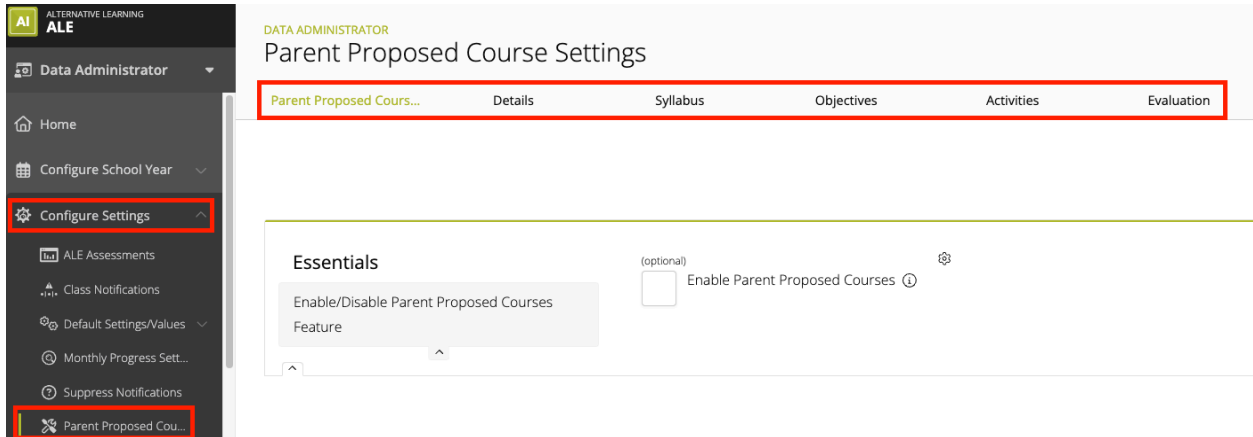 AI
ALTERNATIVE LEARNING
ALE
Data Administrator
Home
Configure School Year
Configure Settings
ALE Assessments
Class Notifications
Default Settings/Values
Monthly Progress Sett...
Suppress Notifications
Parent Proposed Cou...
DATA ADMINISTRATOR
Parent Proposed Course Settings
Parent Proposed Cours... Details Syllabus Objectives Activities Evaluation
Essentials
Enable/Disable Parent Proposed Courses
Feature
(optional)
Enable Parent Proposed Courses